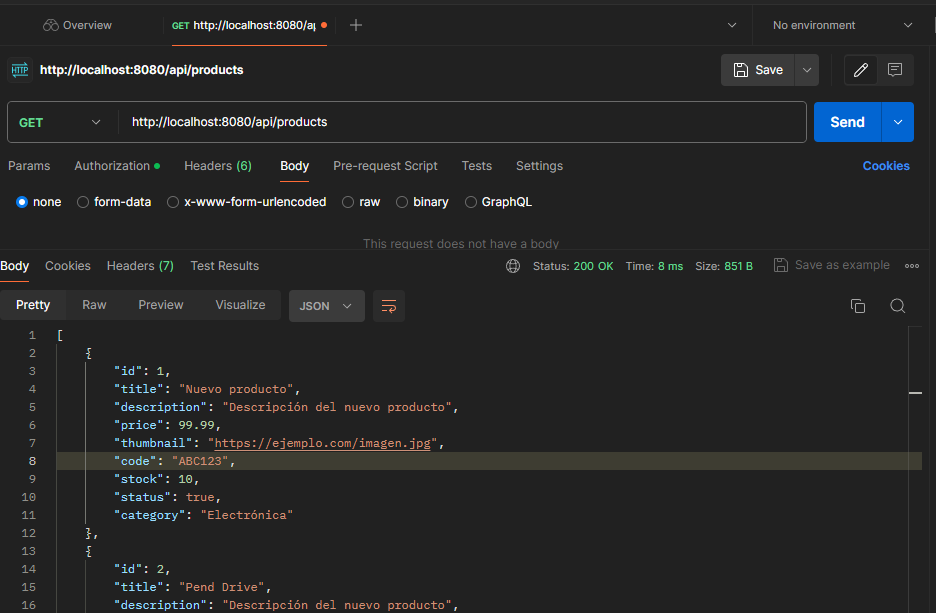 Overview GET http://localhost:8080/ap No environment
HTTP http://localhost:8080/api/products Save
GET http://localhost:8080/api/products Send
Params Authorization Headers (6) Body Pre-request Script Tests Settings Cookies
none form-data x-www-form-urlencoded raw binary GraphQL
This request does not have a body
Body Cookies Headers (7) Test Results Status: 200 OK Time: 8 ms Size: 851 B Save as example
Pretty Raw Preview Visualize JSON
1 [
2 {
3 "id": 1,
4 "title": "Nuevo producto",
5 "description": "Descripción del nuevo producto",
6 "price": 99.99,
7 "thumbnail": "https://ejemplo.com/imagen.jpg",
8 "code": "ABC123",
9 "stock": 10,
10 "status": true,
11 "category": "Electrónica"
12 },
13 {
14 "id": 2,
15 "title": "Pend Drive",
16 "description": "Descripción del nuevo producto",